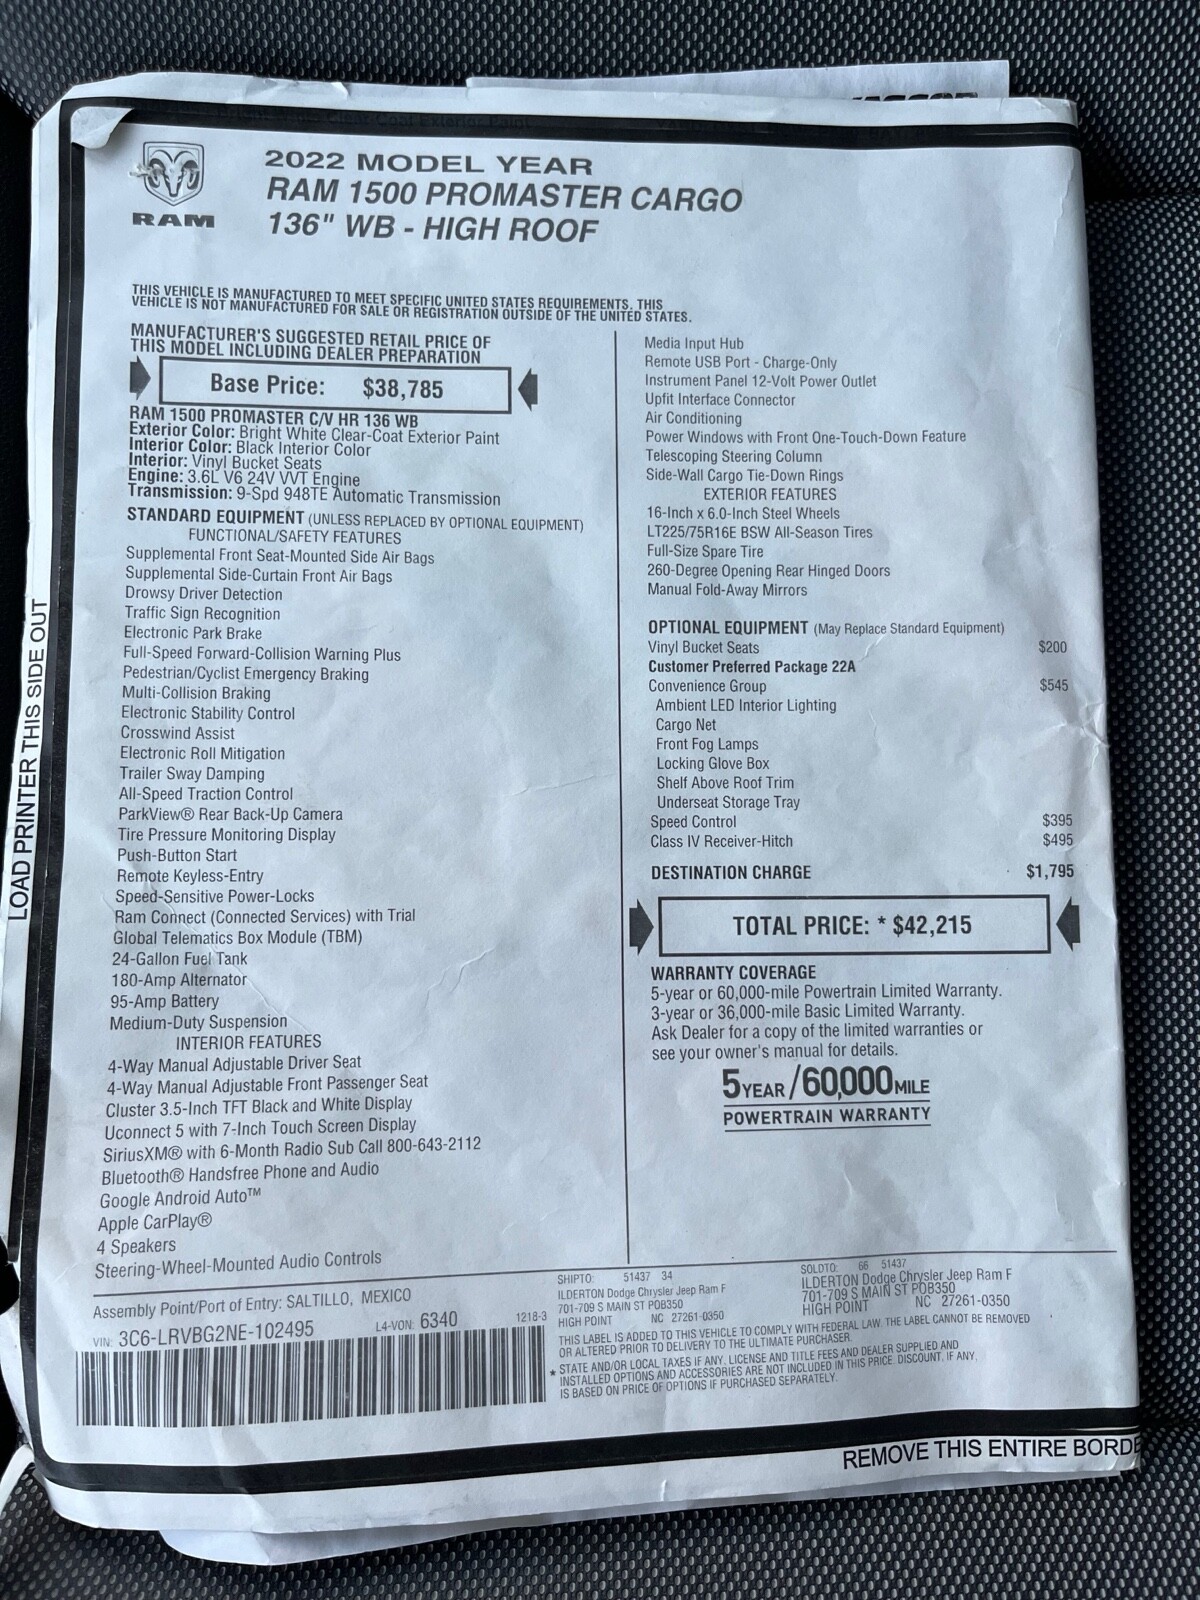 2022 MODEL YEAR
RAM 1500 PROMASTER CARGO
136" WB - HIGH ROOF
RAM
THIS VEHICLE IS MANUFACTURED TO MEET SPECIFIC UNITED STATES REQUIREMENTS. THIS
VEHICLE IS NOT MANUFACTURED FOR SALE OR REGISTRATION OUTSIDE OF THE UNITED STATES.
MANUFACTURER'S SUGGESTED RETAIL PRICE OF
THIS MODEL INCLUDING DEALER PREPARATION
Base Price: $38,785
RAM 1500 PROMASTER C/V HR 136 WB
Exterior Color: Bright White Clear-Coat Exterior Paint
Interior Color: Black Interior Color
Interior: Vinyl Bucket Seats
Engine: 3.6L V6 24V VVT Engine
Transmission: 9-Spd 948TE Automatic Transmission
STANDARD EQUIPMENT (UNLESS REPLACED BY OPTIONAL EQUIPMENT)
FUNCTIONAL/SAFETY FEATURES
Supplemental Front Seat-Mounted Side Air Bags
Supplemental Side-Curtain Front Air Bags
Drowsy Driver Detection
Traffic Sign Recognition
Electronic Park Brake
Full-Speed Forward-Collision Warning Plus
Pedestrian/Cyclist Emergency Braking
Multi-Collision Braking
Electronic Stability Control
Crosswind Assist
Electronic Roll Mitigation
Trailer Sway Damping
All-Speed Traction Control
ParkView® Rear Back-Up Camera
Tire Pressure Monitoring Display
Push-Button Start
Remote Keyless-Entry
Speed-Sensitive Power-Locks
Ram Connect (Connected Services) with Trial
Global Telematics Box Module (TBM)
24-Gallon Fuel Tank
180-Amp Alternator
95-Amp Battery
Medium-Duty Suspension
INTERIOR FEATURES
4-Way Manual Adjustable Driver Seat
4-Way Manual Adjustable Front Passenger Seat
Cluster 3.5-Inch TFT Black and White Display
Uconnect 5 with 7-Inch Touch Screen Display
SiriusXM® with 6-Month Radio Sub Call 800-643-2112
Bluetooth® Handsfree Phone and Audio
Google Android Auto™
Apple CarPlay®
4 Speakers
Steering-Wheel-Mounted Audio Controls
Media Input Hub
Remote USB Port - Charge-Only
Instrument Panel 12-Volt Power Outlet
Upfit Interface Connector
Air Conditioning
Power Windows with Front One-Touch-Down Feature
Telescoping Steering Column
Side-Wall Cargo Tie-Down Rings
EXTERIOR FEATURES
16-Inch x 6.0-Inch Steel Wheels
LT225/75R16E BSW All-Season Tires
Full-Size Spare Tire
260-Degree Opening Rear Hinged Doors
Manual Fold-Away Mirrors
OPTIONAL EQUIPMENT (May Replace Standard Equipment)
Vinyl Bucket Seats $200
Customer Preferred Package 22A
Convenience Group $545
Ambient LED Interior Lighting
Cargo Net
Front Fog Lamps
Locking Glove Box
Shelf Above Roof Trim
Underseat Storage Tray
Speed Control $395
Class IV Receiver-Hitch $495
DESTINATION CHARGE $1,795
TOTAL PRICE: * $42,215
WARRANTY COVERAGE
5-year or 60,000-mile Powertrain Limited Warranty.
3-year or 36,000-mile Basic Limited Warranty.
Ask Dealer for a copy of the limited warranties or
see your owner's manual for details.
5 YEAR / 60,000 MILE
POWERTRAIN WARRANTY
Assembly Point/Port of Entry: SALTILLO, MEXICO
VIN: 3C6-LRVBG2NE-102495 L4-VON: 6340 1218-3
SHIPTO: 51437 34
ILDERTON Dodge Chrysler Jeep Ram F
701-709 S MAIN ST POB350
HIGH POINT NC 27261-0350
SOLDTO: 66 51437
ILDERTON Dodge Chrysler Jeep Ram F
701-709 S MAIN ST POB350
HIGH POINT NC 27261-0350
THIS LABEL IS ADDED TO THIS VEHICLE TO COMPLY WITH FEDERAL LAW. THE LABEL CANNOT BE REMOVED
OR ALTERED PRIOR TO DELIVERY TO THE ULTIMATE PURCHASER.
* STATE AND/OR LOCAL TAXES IF ANY, LICENSE AND TITLE FEES AND DEALER SUPPLIED AND
INSTALLED OPTIONS AND ACCESSORIES ARE NOT INCLUDED IN THIS PRICE. DISCOUNT, IF ANY,
IS BASED ON PRICE OF OPTIONS IF PURCHASED SEPARATELY.
LOAD PRINTER THIS SIDE OUT
REMOVE THIS ENTIRE BORDE